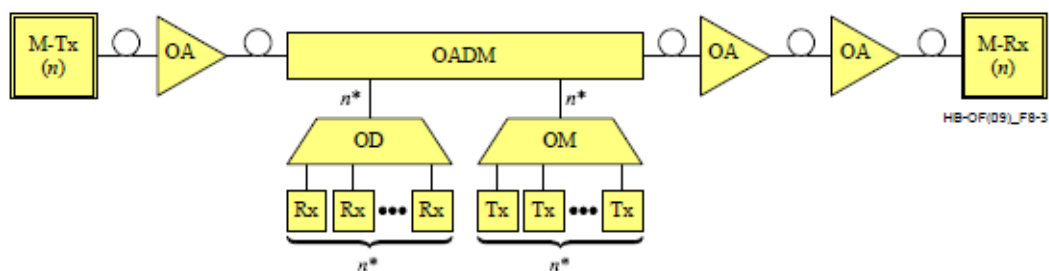 M-Tx
(n)
OA
OADM
OA
OA
M-Rx
(n)
HB-OF(09)_F8-3
n*
n*
OD
OM
Rx
Rx
•••
Rx
Tx
Tx
•••
Tx
n*
n*